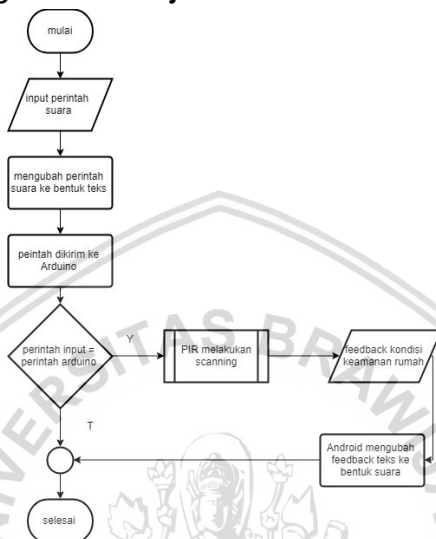 mulai
input perintah
suara
mengubah perintah
suara ke bentuk teks
peintah dikirim ke
Arduino
perintah input =
perintah arduino
Y
PIR melakukan
scanning
feedback kondisi
keamanan rumah
T
Android mengubah
feedback teks ke
bentuk suara
selesai